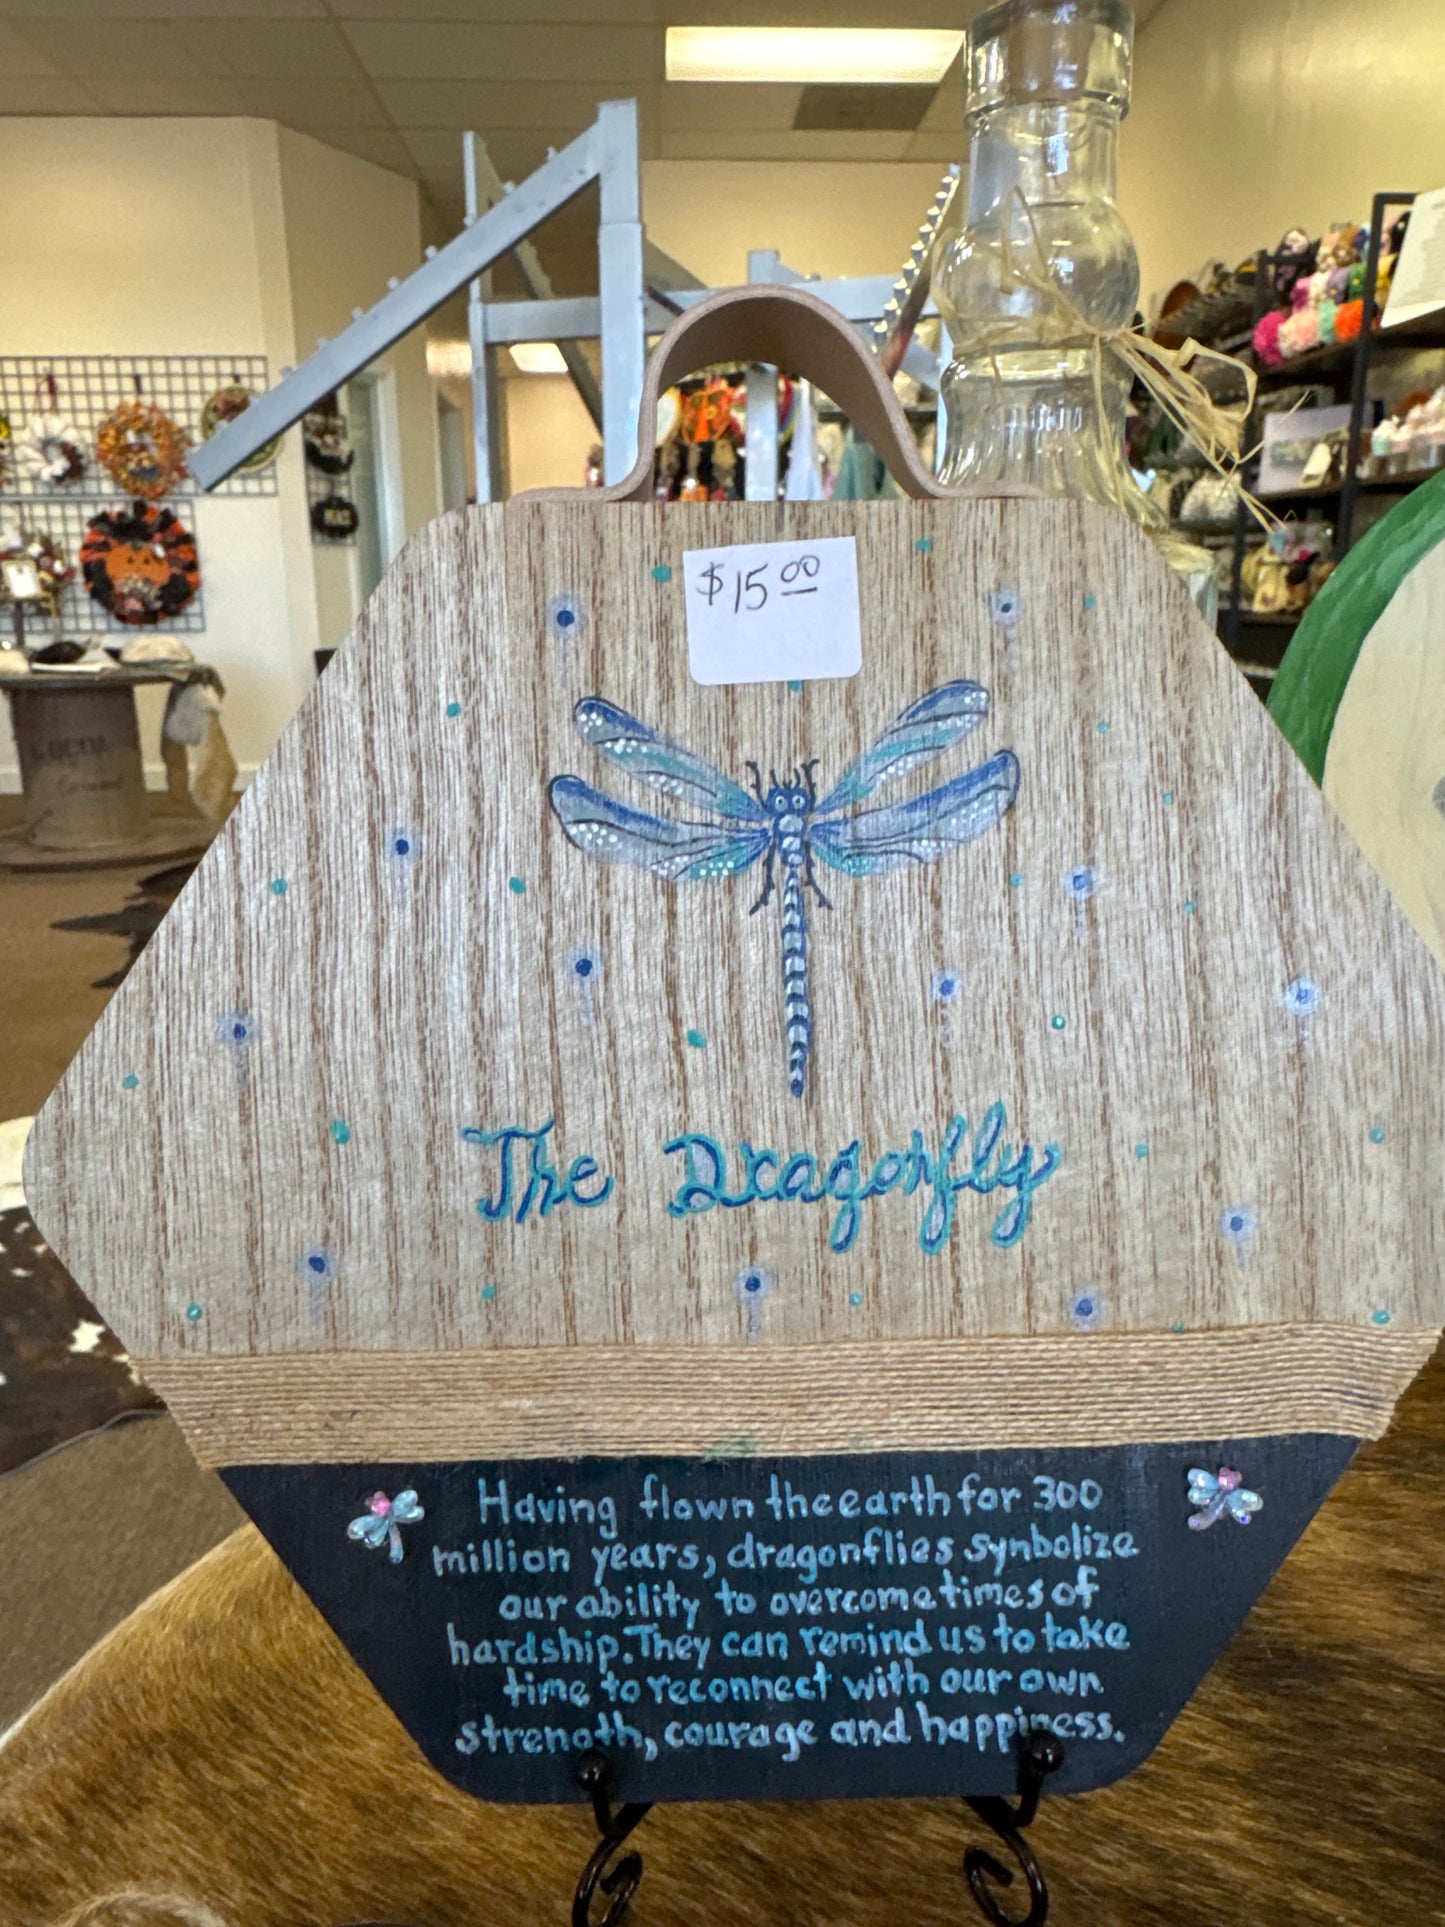 $15.00
The Dragonfly
Having flown the earth for 300
million years, dragonflies synbolize
our ability to overcome times of
hardship. They can remind us to take
time to reconnect with our own
strength, courage and happiness.